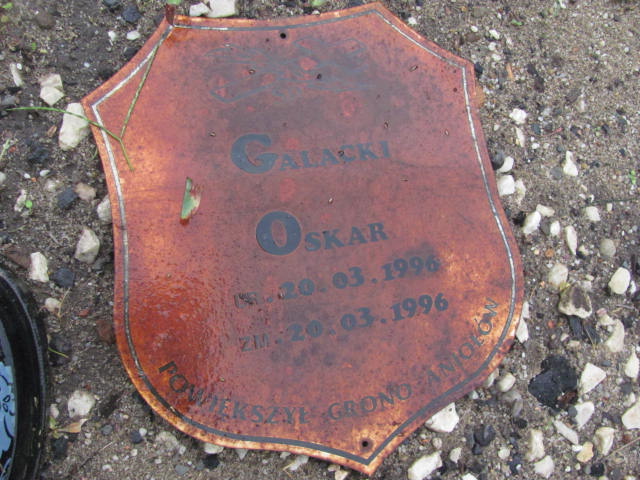 GALACKI
OSKAR
UR. 20.03.1996
ZM. 20.03.1996
POWIĘKSZYŁ GRONO ANIOŁÓW